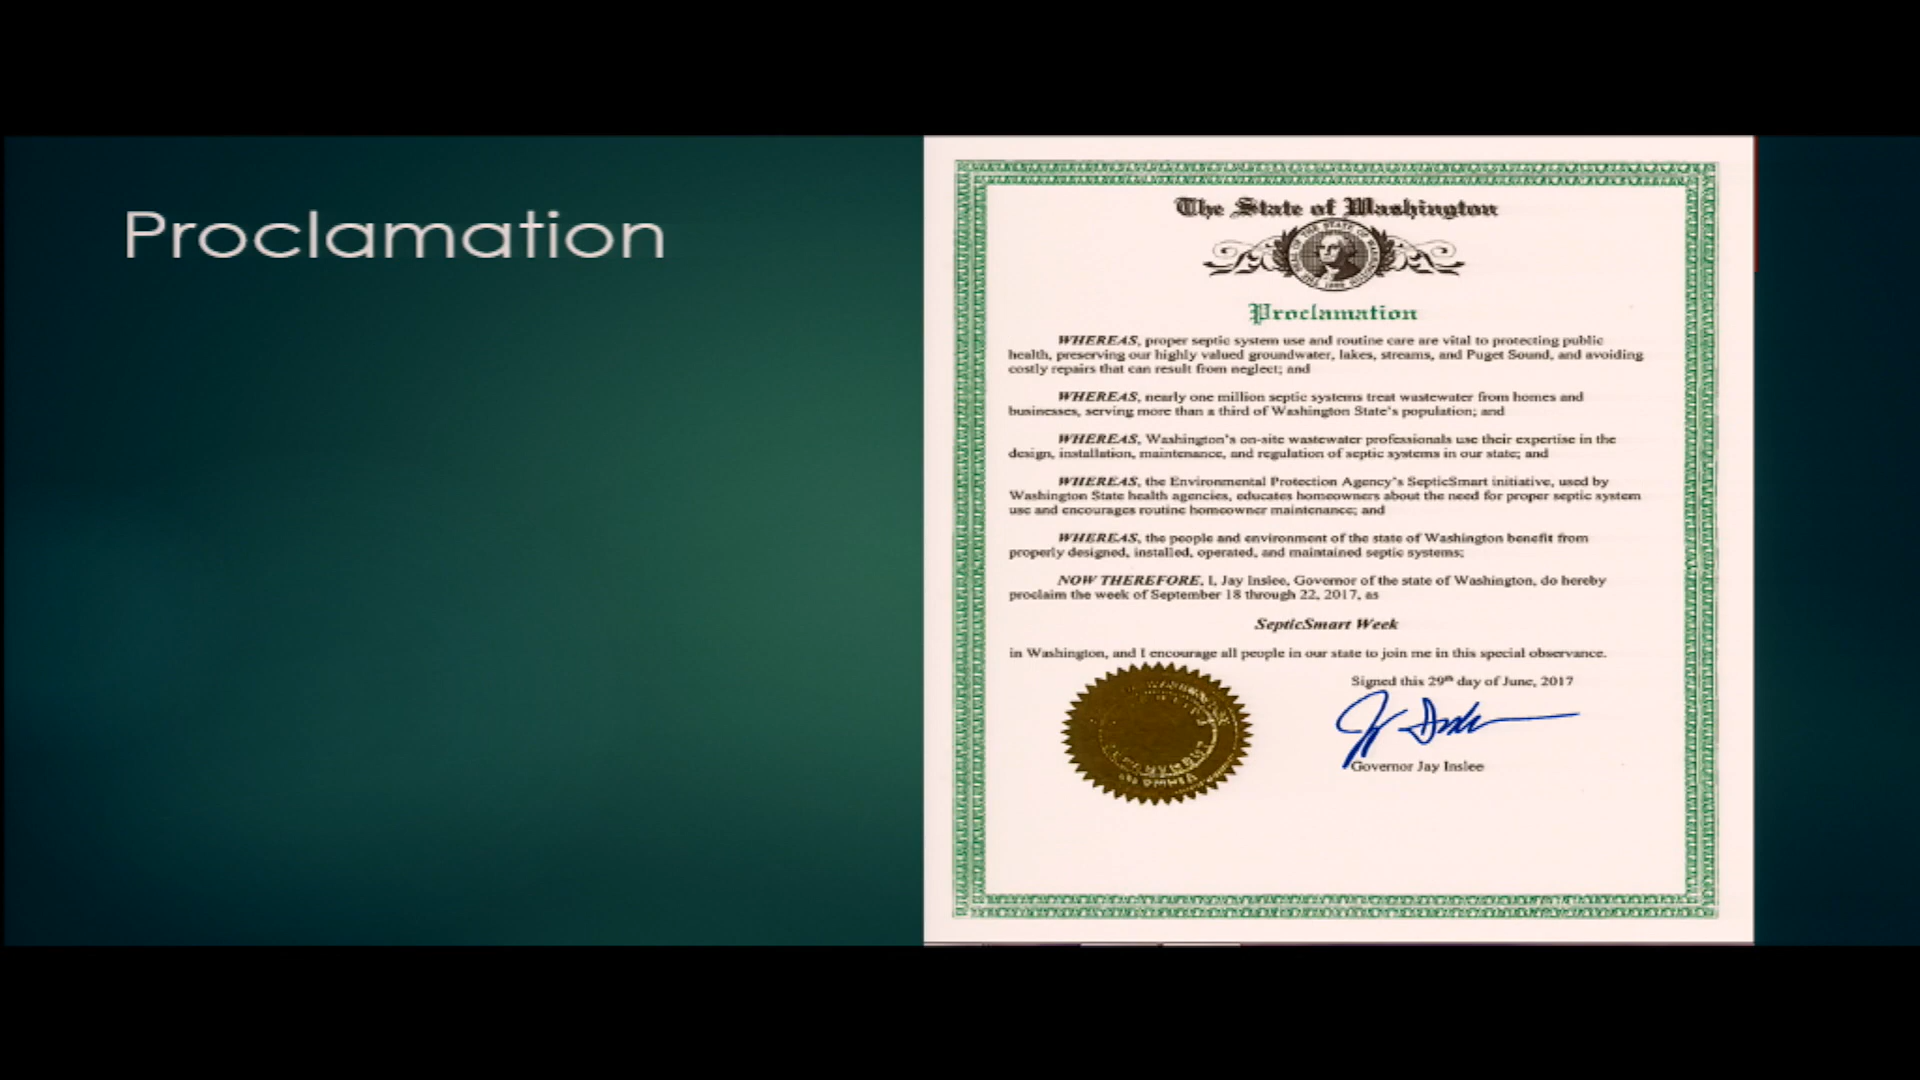 Proclamation
The State of Washington
THE SEAL OF THE STATE OF WASHINGTON
1889
Proclamation
WHEREAS, proper septic system use and routine care are vital to protecting public
health, preserving our highly valued groundwater, lakes, streams, and Puget Sound, and avoiding
costly repairs that can result from neglect; and
WHEREAS, nearly one million septic systems treat wastewater from homes and
businesses, serving more than a third of Washington State's population; and
WHEREAS, Washington's on-site wastewater professionals use their expertise in the
design, installation, maintenance, and regulation of septic systems in our state; and
WHEREAS, the Environmental Protection Agency's SepticSmart initiative, used by
Washington State health agencies, educates homeowners about the need for proper septic system
use and encourages routine homeowner maintenance; and
WHEREAS, the people and environment of the state of Washington benefit from
properly designed, installed, operated, and maintained septic systems;
NOW THEREFORE, I, Jay Inslee, Governor of the state of Washington, do hereby
proclaim the week of September 18 through 22, 2017, as
SepticSmart Week
in Washington, and I encourage all people in our state to join me in this special observance.
Signed this 29th day of June, 2017
Governor Jay Inslee